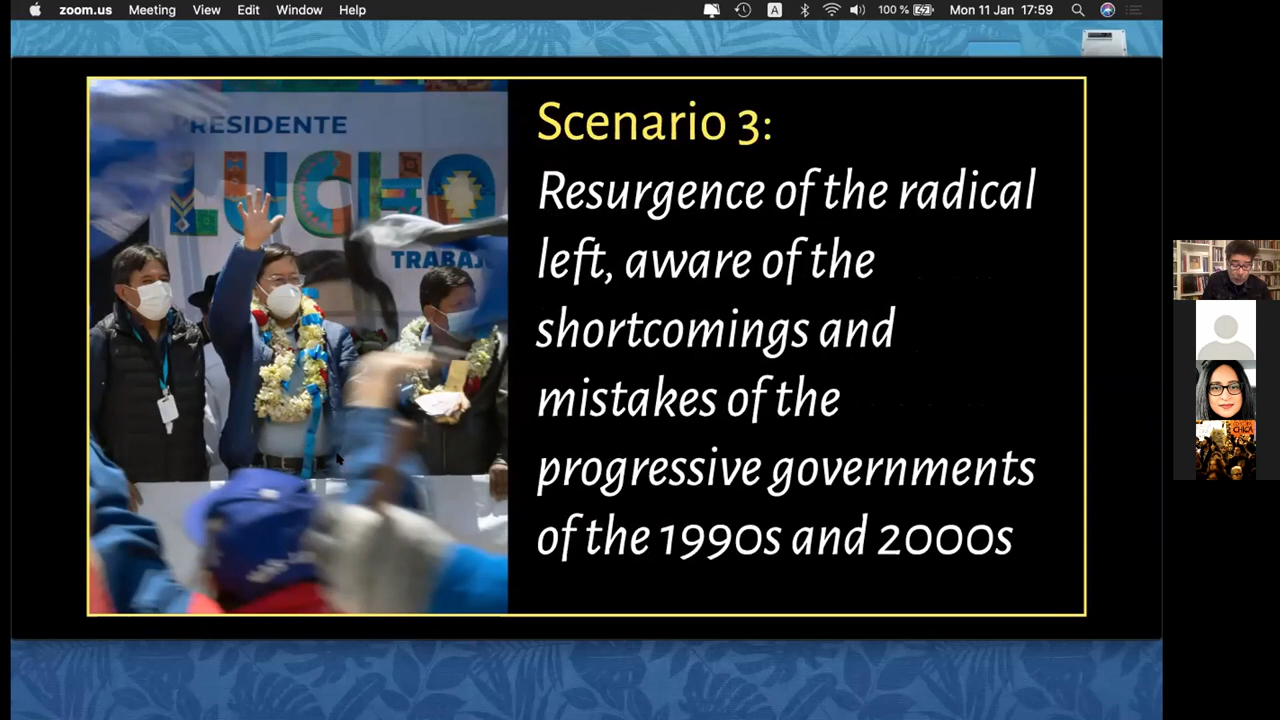 zoom.us Meeting View Edit Window Help A 100 % Mon 11 Jan 17:59
PRESIDENTE
LUCHO
Scenario 3:
Resurgence of the radical
left, aware of the
shortcomings and
mistakes of the
progressive governments
of the 1990s and 2000s
CHICA